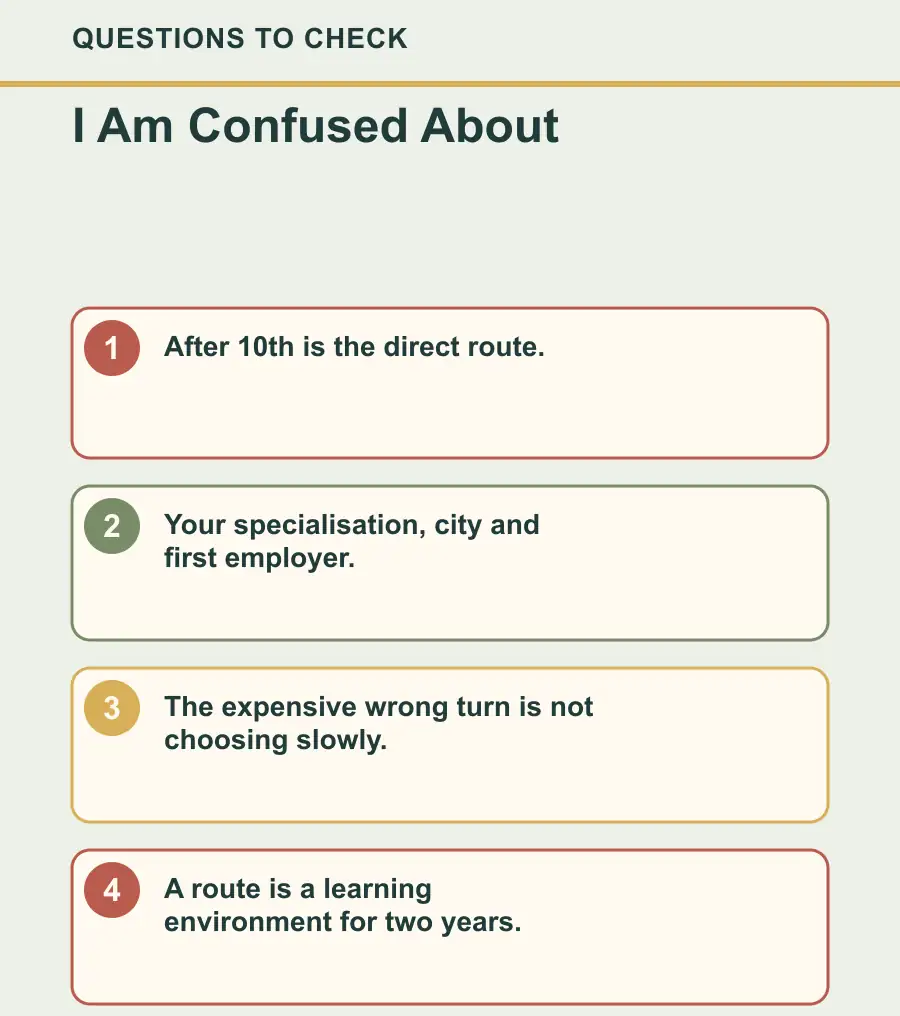 QUESTIONS TO CHECK
I Am Confused About
1
After 10th is the direct route.
2
Your specialisation, city and
first employer.
3
The expensive wrong turn is not
choosing slowly.
4
A route is a learning
environment for two years.